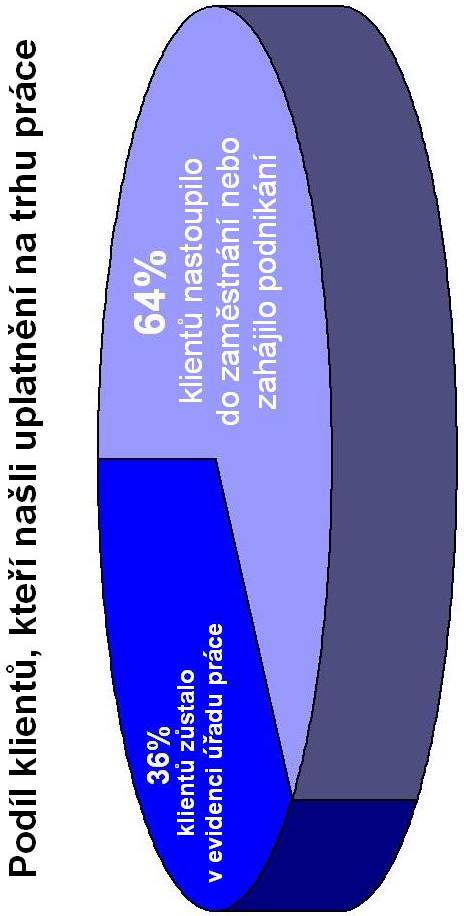 Podíl klientů, kteří našli uplatnění na trhu práce
64%
klientů nastoupilo
do zaměstnání nebo
zahájilo podnikání
36%
klientů zůstalo
v evidenci úřadu práce